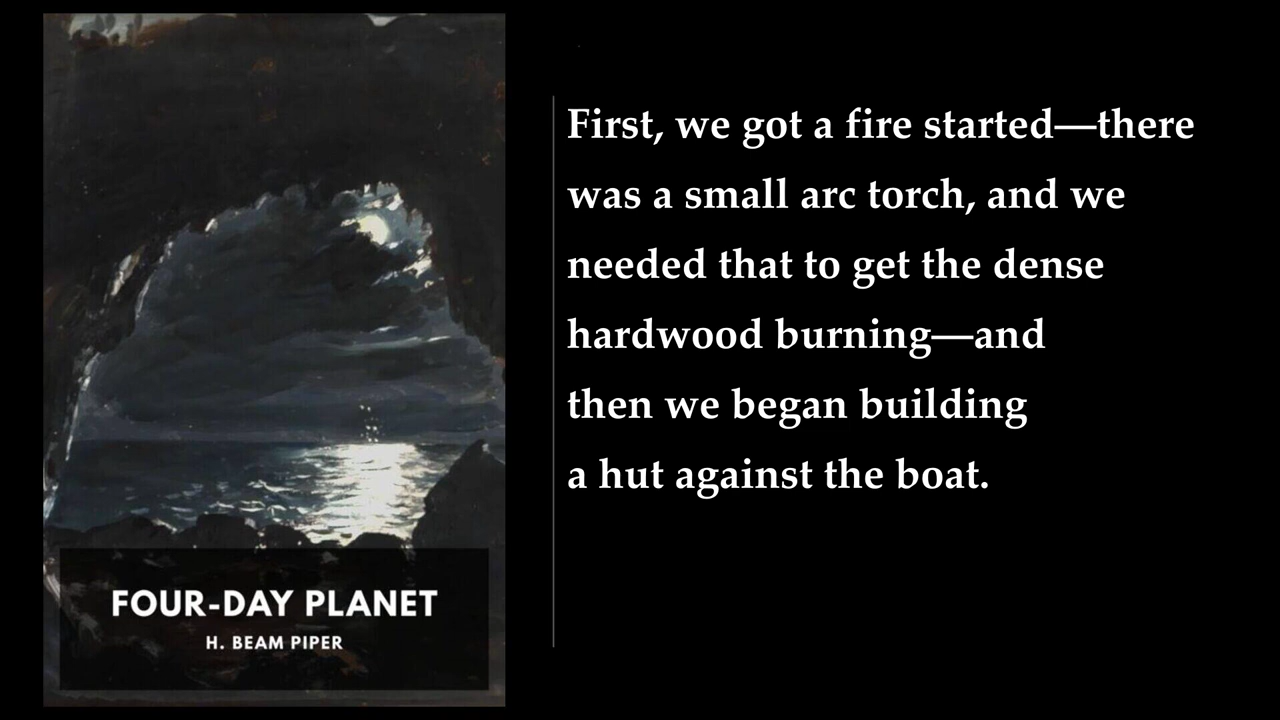 FOUR-DAY PLANET
H. BEAM PIPER
First, we got a fire started—there
was a small arc torch, and we
needed that to get the dense
hardwood burning—and
then we began building
a hut against the boat.